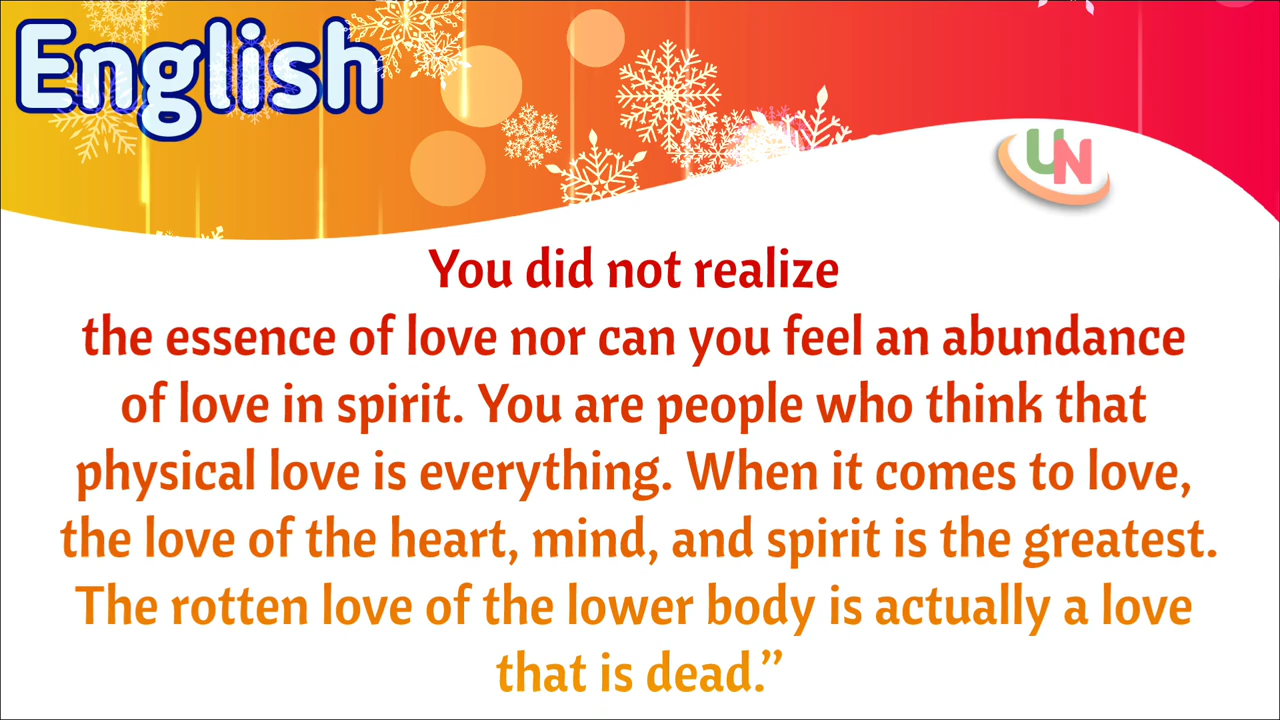 English
UN
You did not realize
the essence of love nor can you feel an abundance
of love in spirit. You are people who think that
physical love is everything. When it comes to love,
the love of the heart, mind, and spirit is the greatest.
The rotten love of the lower body is actually a love
that is dead.”